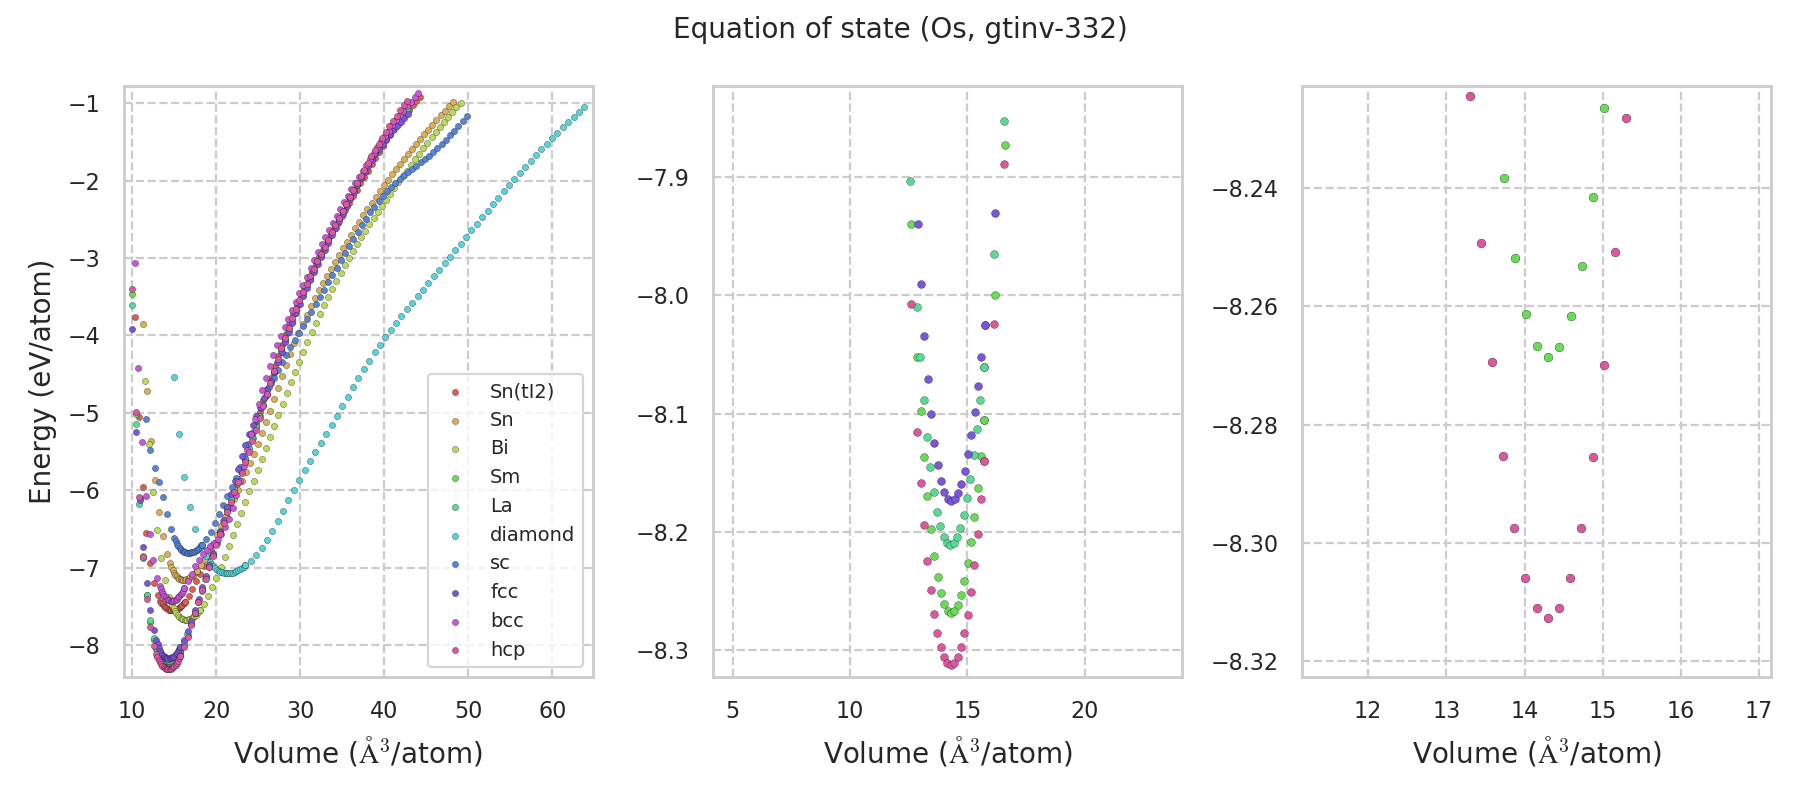 Equation of state (Os, gtinv-332)
Energy (eV/atom)
−1
−2
−3
−4
−5
−6
−7
−8
10 20 30 40 50 60
Volume (Å³/atom)
Sn(tI2)
Sn
Bi
Sm
La
diamond
sc
fcc
bcc
hcp
−7.9
−8.0
−8.1
−8.2
−8.3
5 10 15 20
Volume (Å³/atom)
−8.24
−8.26
−8.28
−8.30
−8.32
12 13 14 15 16 17
Volume (Å³/atom)